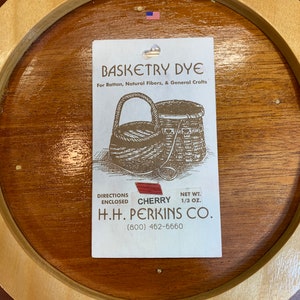 BASKETRY DYE
For Rattan, Natural Fibers, & General Crafts
DIRECTIONS ENCLOSED
CHERRY
NET WT. 1/3 OZ.
H.H. PERKINS CO.
(800) 462-6660